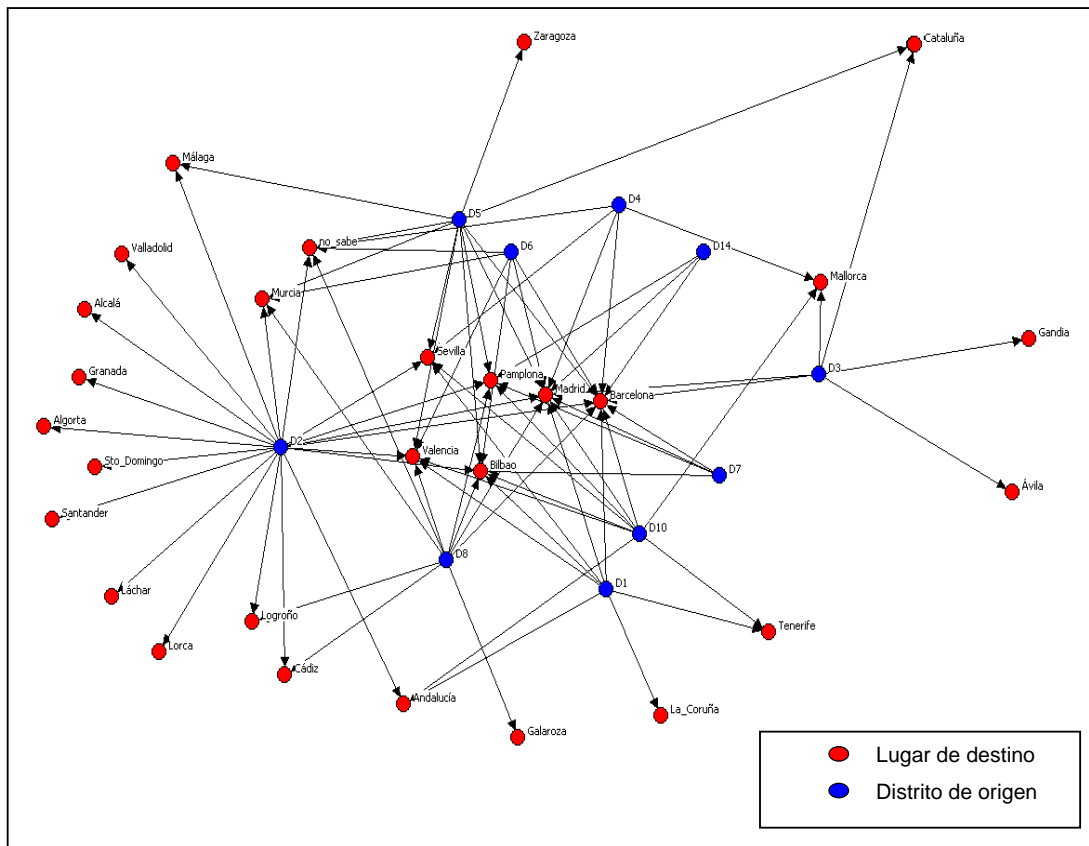 Zaragoza
Cataluña
Málaga
D5
D4
no_sabe
D6
D14
Valladolid
Mallorca
Murcia
Alcalá
Gandia
Sevilla
Granada
Pamplona
Madrid
Barcelona
D3
Algorta
D2
Valencia
Bilbao
Sto_Domingo
D7
Ávila
Santander
D10
D8
D1
Láchar
Logroño
Tenerife
Lorca
Cádiz
Andalucía
La_Coruña
Galaroza
Lugar de destino
Distrito de origen